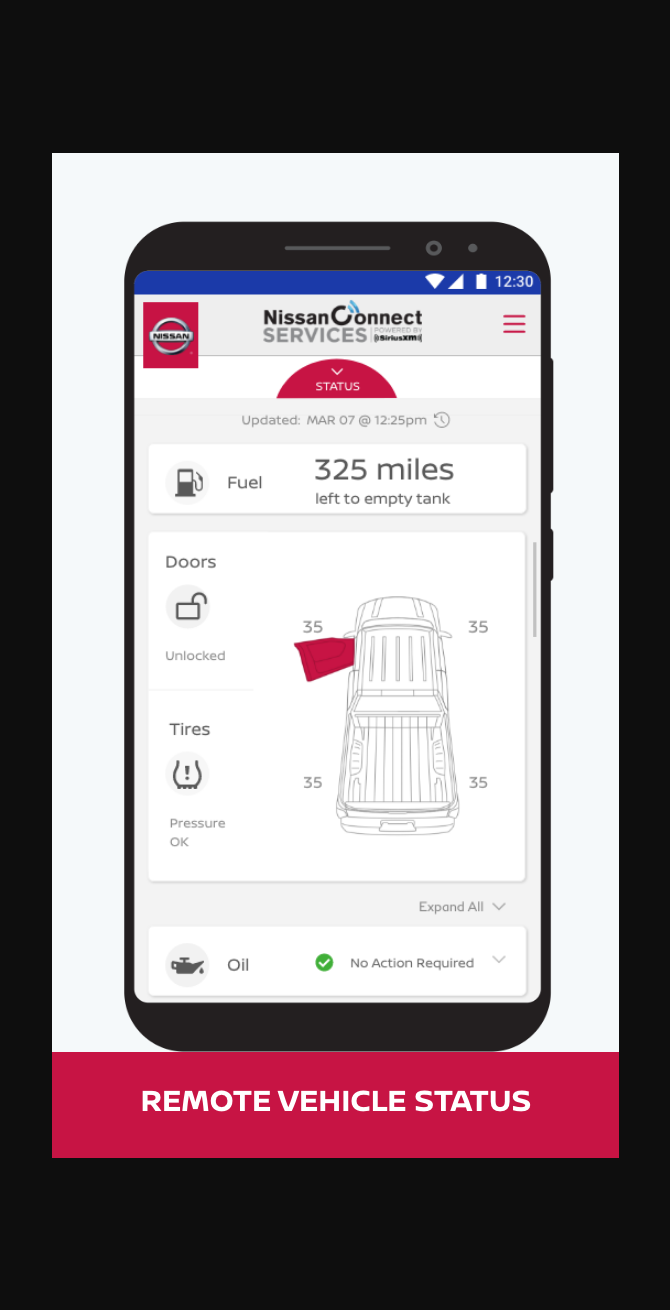 12:30
NISSAN
NissanConnect
SERVICES POWERED BY
((SiriusXM))
STATUS
Updated: MAR 07 @ 12:25pm
Fuel
325 miles
left to empty tank
Doors
Unlocked
35 35
Tires
Pressure
OK
35 35
Expand All
Oil
No Action Required
REMOTE VEHICLE STATUS